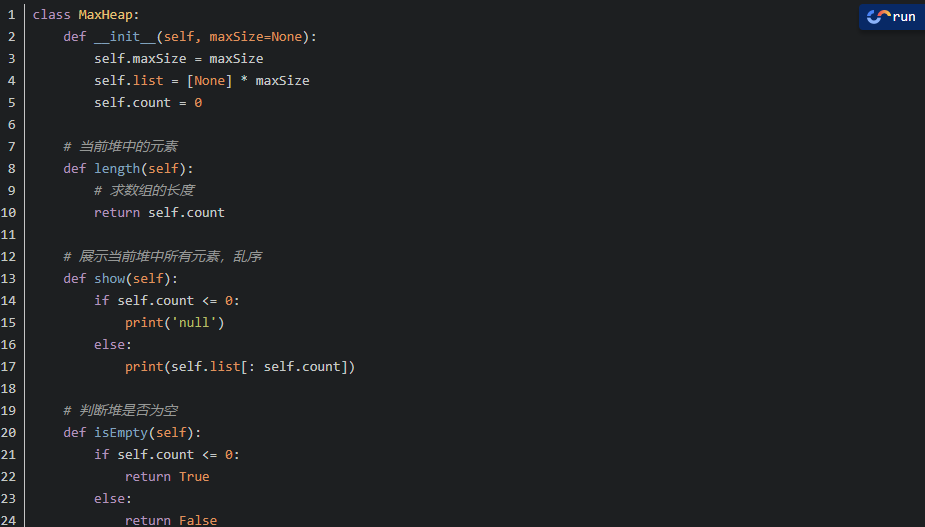 1 class MaxHeap:
2     def __init__(self, maxSize=None):
3         self.maxSize = maxSize
4         self.list = [None] * maxSize
5         self.count = 0
6
7     # 当前堆中的元素
8     def length(self):
9         # 求数组的长度
10         return self.count
11
12     # 展示当前堆中所有元素，乱序
13     def show(self):
14         if self.count <= 0:
15             print('null')
16         else:
17             print(self.list[: self.count])
18
19     # 判断堆是否为空
20     def isEmpty(self):
21         if self.count <= 0:
22             return True
23         else:
24             return False
run